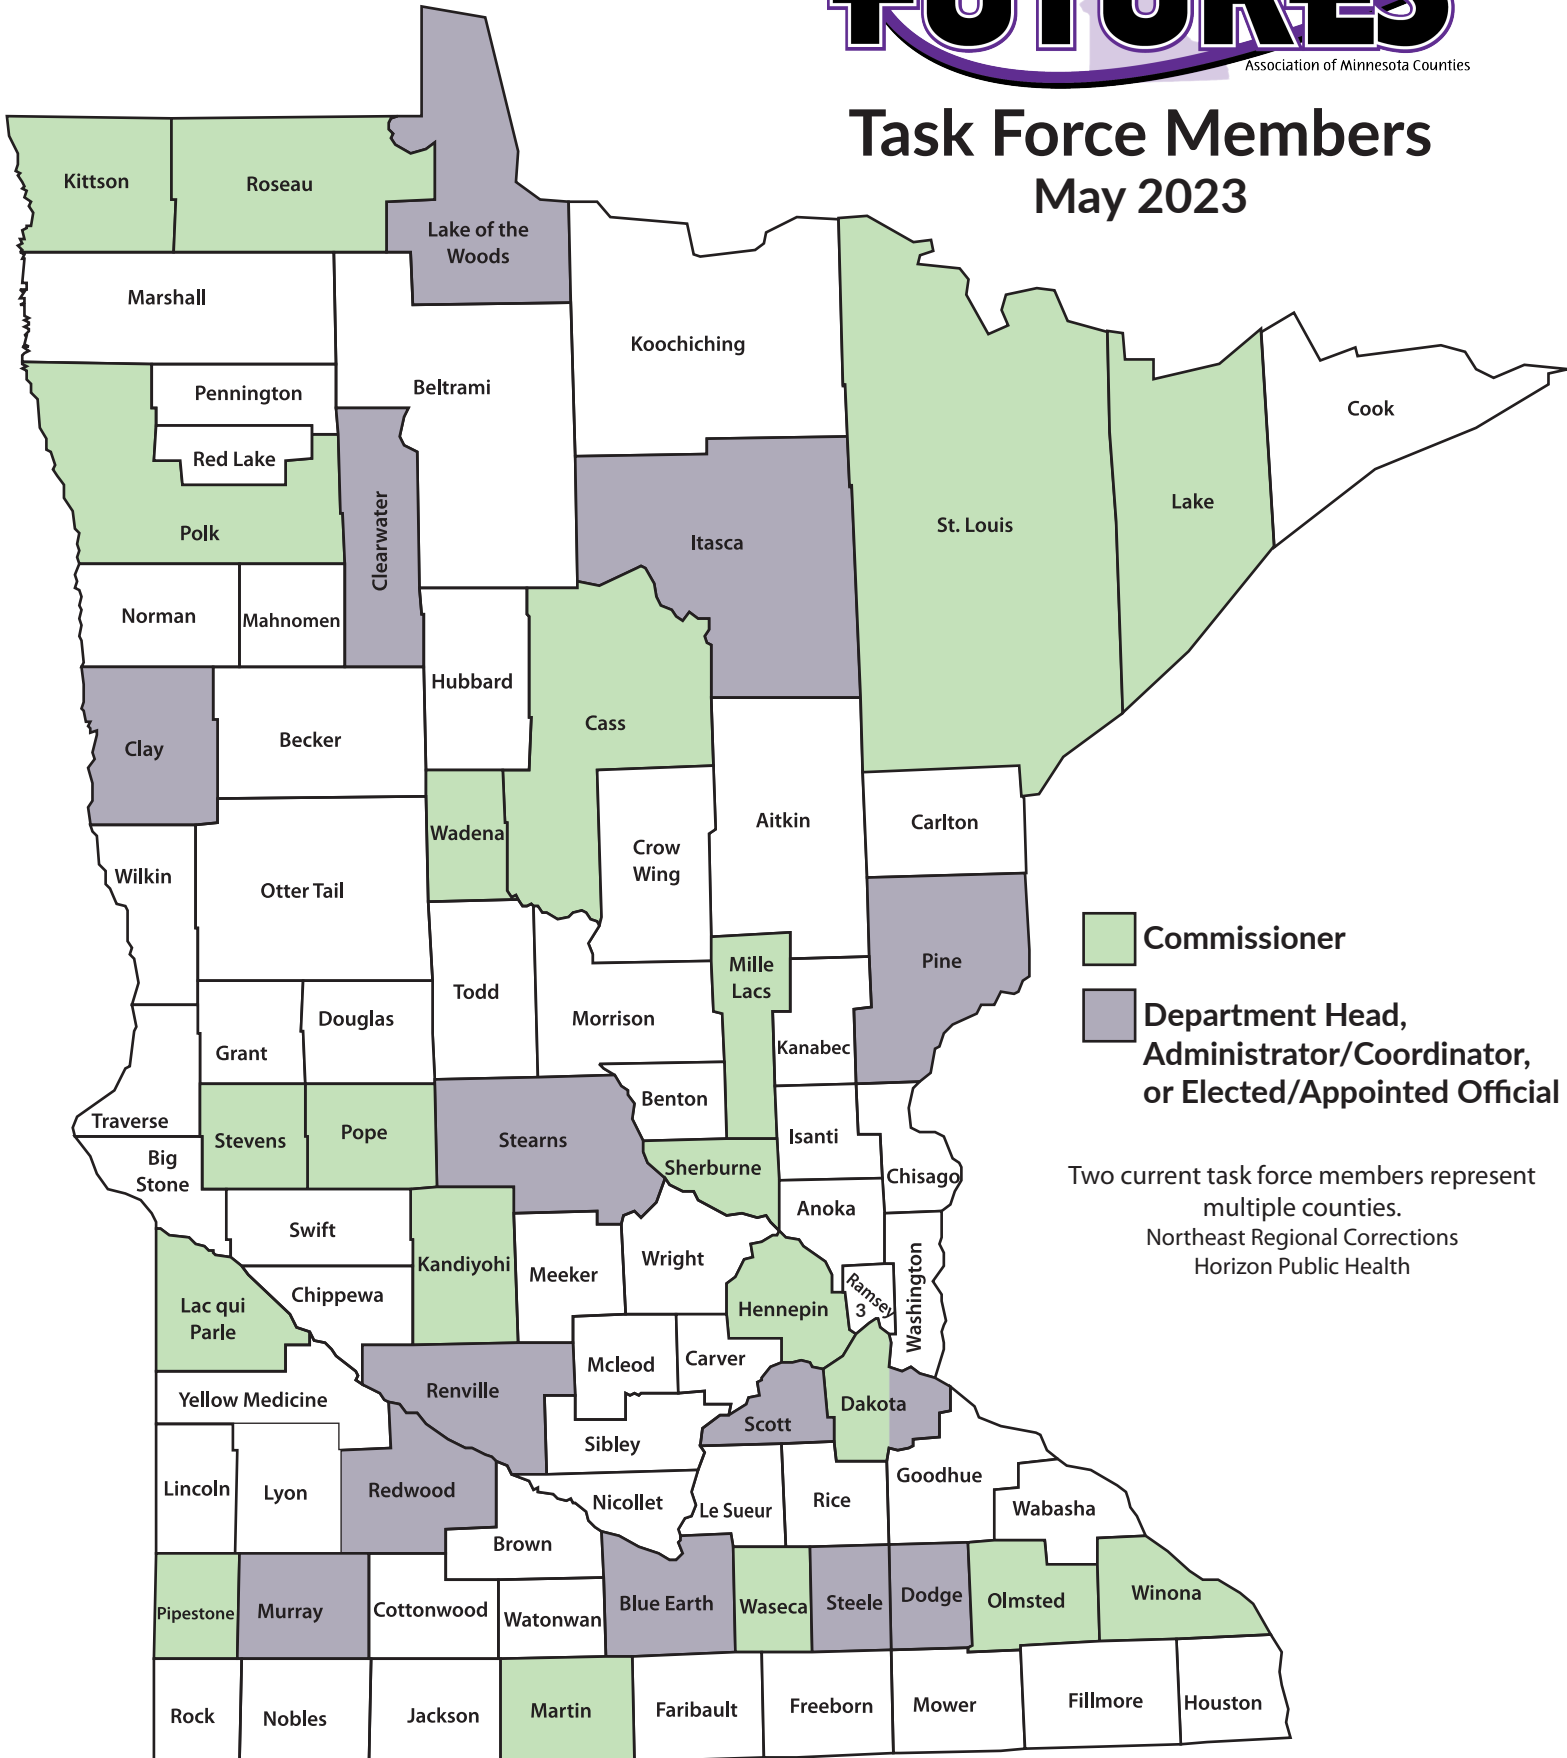 FUTURES
Association of Minnesota Counties
Task Force Members
May 2023
Kittson
Roseau
Lake of the
Woods
Marshall
Koochiching
Beltrami
Pennington
Red Lake
Cook
Polk
Clearwater
Itasca
St. Louis
Lake
Norman
Mahnomen
Hubbard
Cass
Clay
Becker
Wadena
Crow
Wing
Aitkin
Carlton
Wilkin
Otter Tail
Commissioner
Pine
Mille
Lacs
Todd
Morrison
Douglas
Grant
Kanabec
Department Head,
Administrator/Coordinator,
or Elected/Appointed Official
Benton
Traverse
Stevens
Pope
Stearns
Isanti
Big
Stone
Sherburne
Chisago
Two current task force members represent
multiple counties.
Northeast Regional Corrections
Horizon Public Health
Anoka
Swift
Kandiyohi
Meeker
Wright
Washington
Ramsey
3
Chippewa
Lac qui
Parle
Hennepin
Mcleod
Carver
Yellow Medicine
Renville
Dakota
Scott
Sibley
Lincoln
Lyon
Redwood
Nicollet
Le Sueur
Rice
Goodhue
Wabasha
Brown
Pipestone
Murray
Cottonwood
Watonwan
Blue Earth
Waseca
Steele
Dodge
Olmsted
Winona
Rock
Nobles
Jackson
Martin
Faribault
Freeborn
Mower
Fillmore
Houston